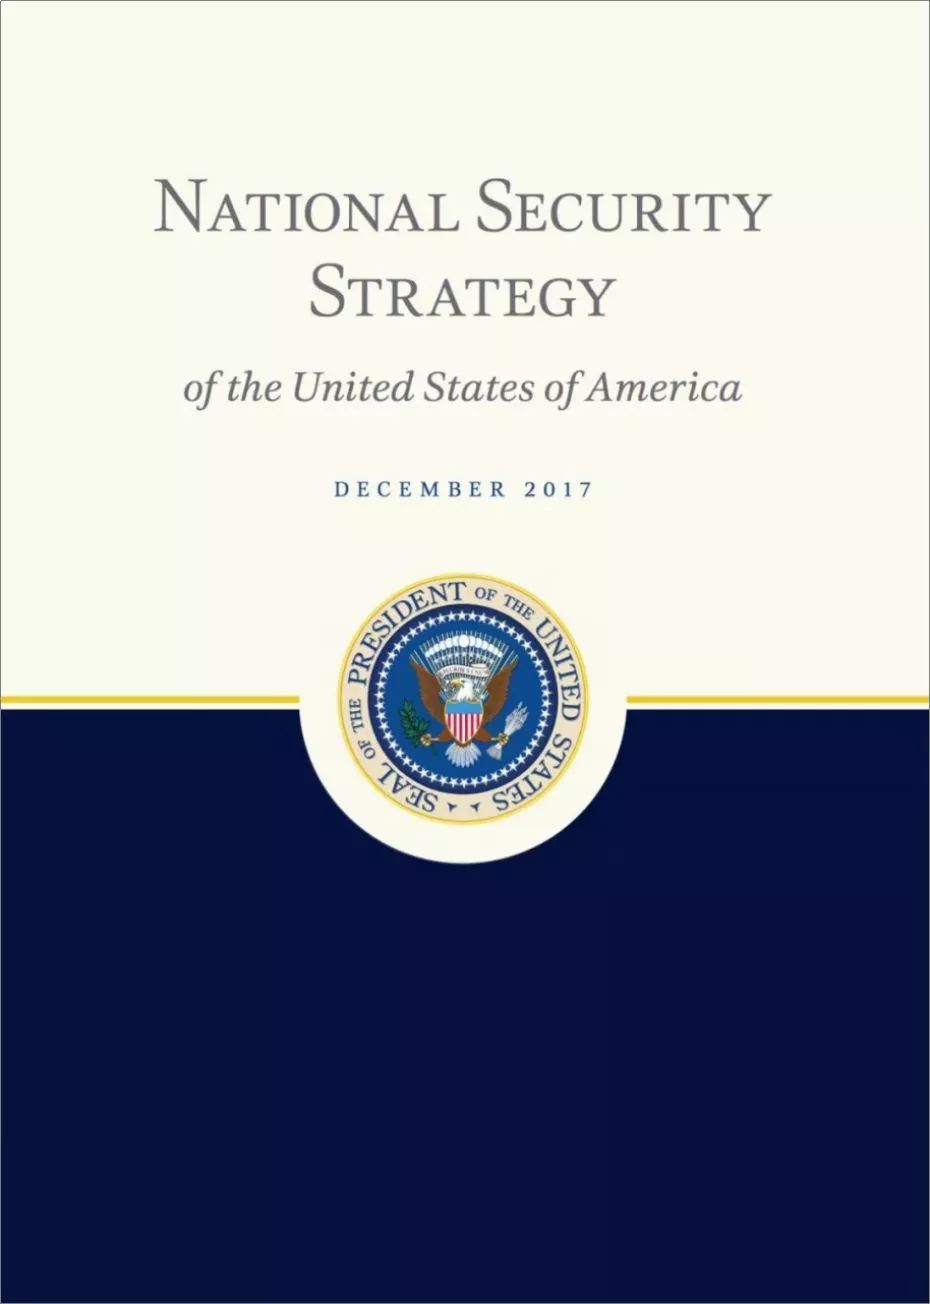 NATIONAL SECURITY
STRATEGY
of the United States of America
DECEMBER 2017
SEAL OF THE PRESIDENT OF THE UNITED STATES